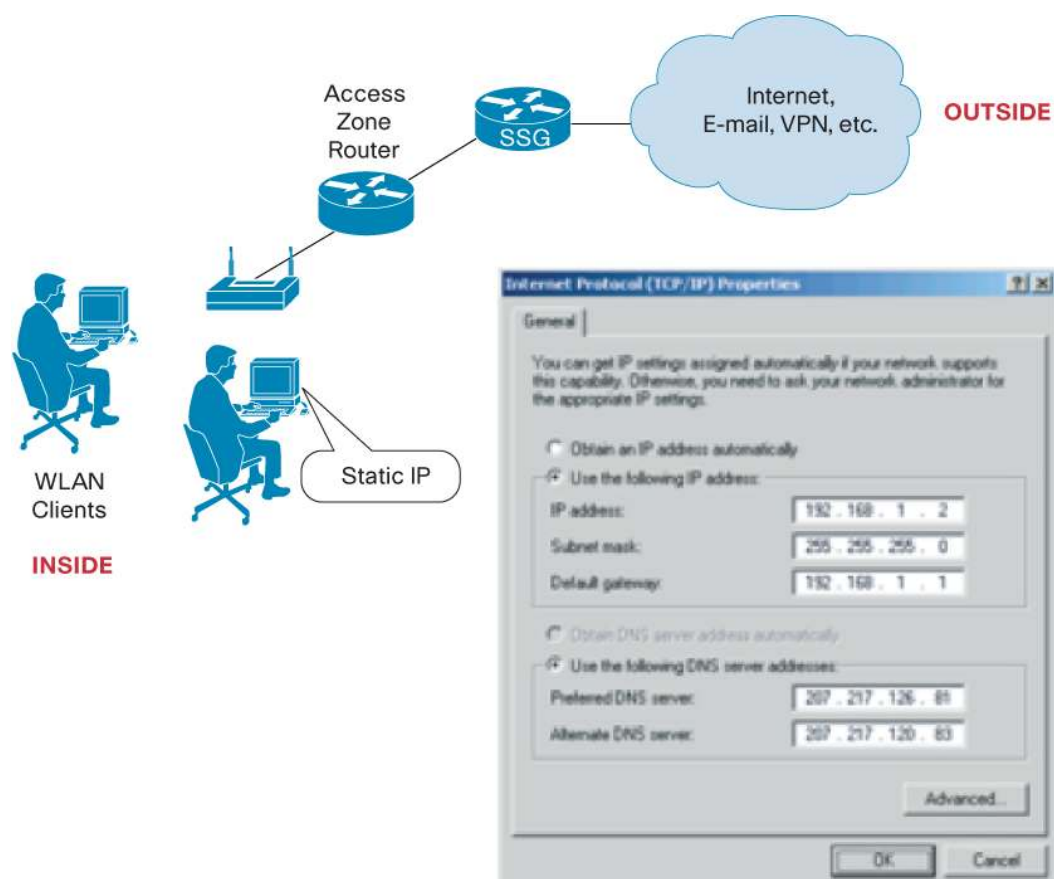 Access
Zone
Router
SSG
Internet,
E-mail, VPN, etc.
OUTSIDE
WLAN
Clients
INSIDE
Static IP
Internet Protocol (TCP/IP) Properties
General
You can get IP settings assigned automatically if your network supports
this capability. Otherwise, you need to ask your network administrator for
the appropriate IP settings.
Obtain an IP address automatically
Use the following IP address:
IP address: 192 . 168 . 1 . 2
Subnet mask: 255 . 255 . 255 . 0
Default gateway: 192 . 168 . 1 . 1
Obtain DNS server address automatically
Use the following DNS server addresses:
Preferred DNS server: 207 . 217 . 126 . 81
Alternate DNS server: 207 . 217 . 120 . 83
Advanced...
OK Cancel